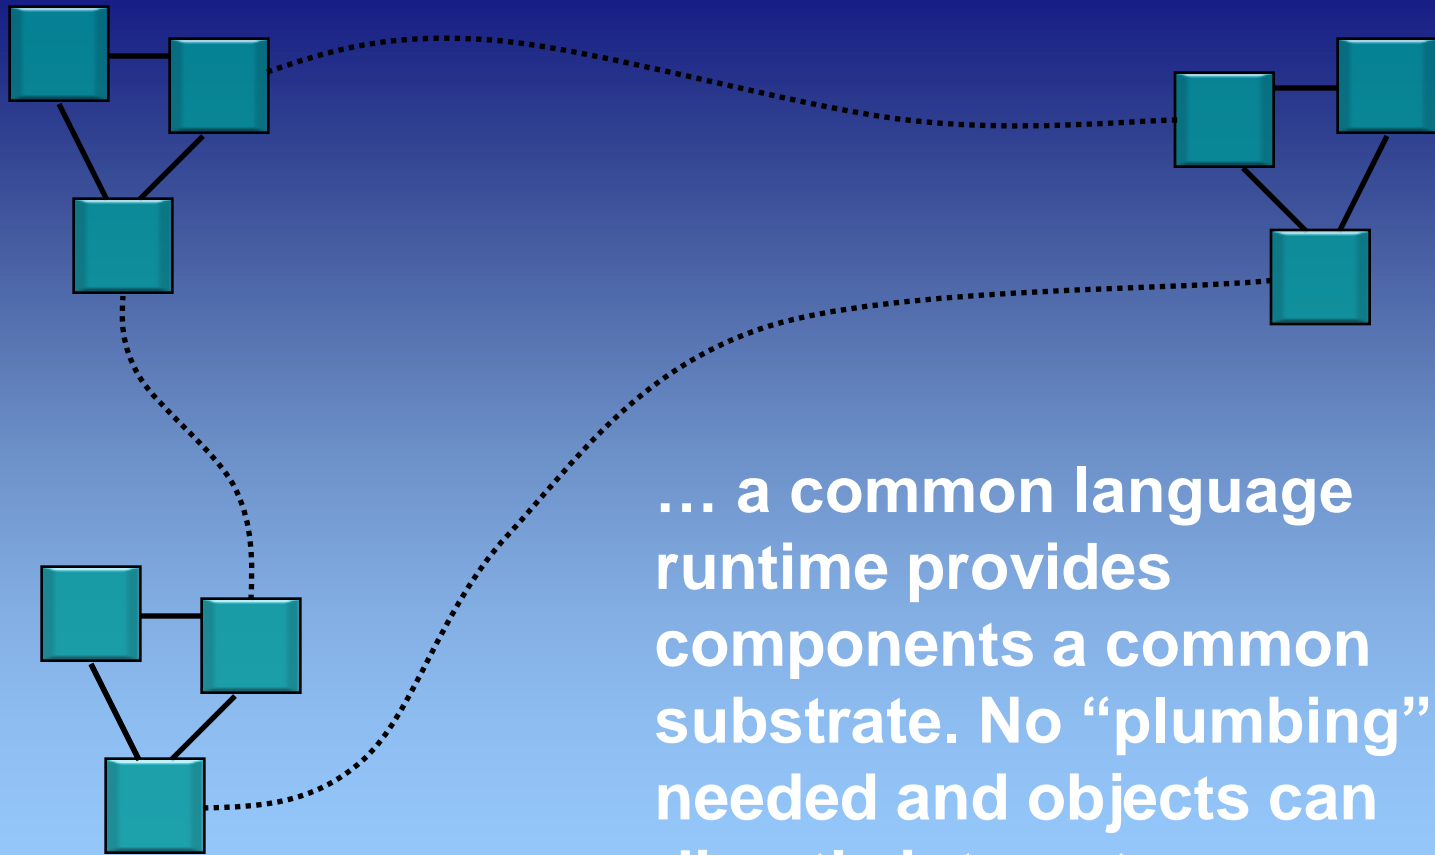 … a common language
runtime provides
components a common
substrate. No “plumbing”
needed and objects can